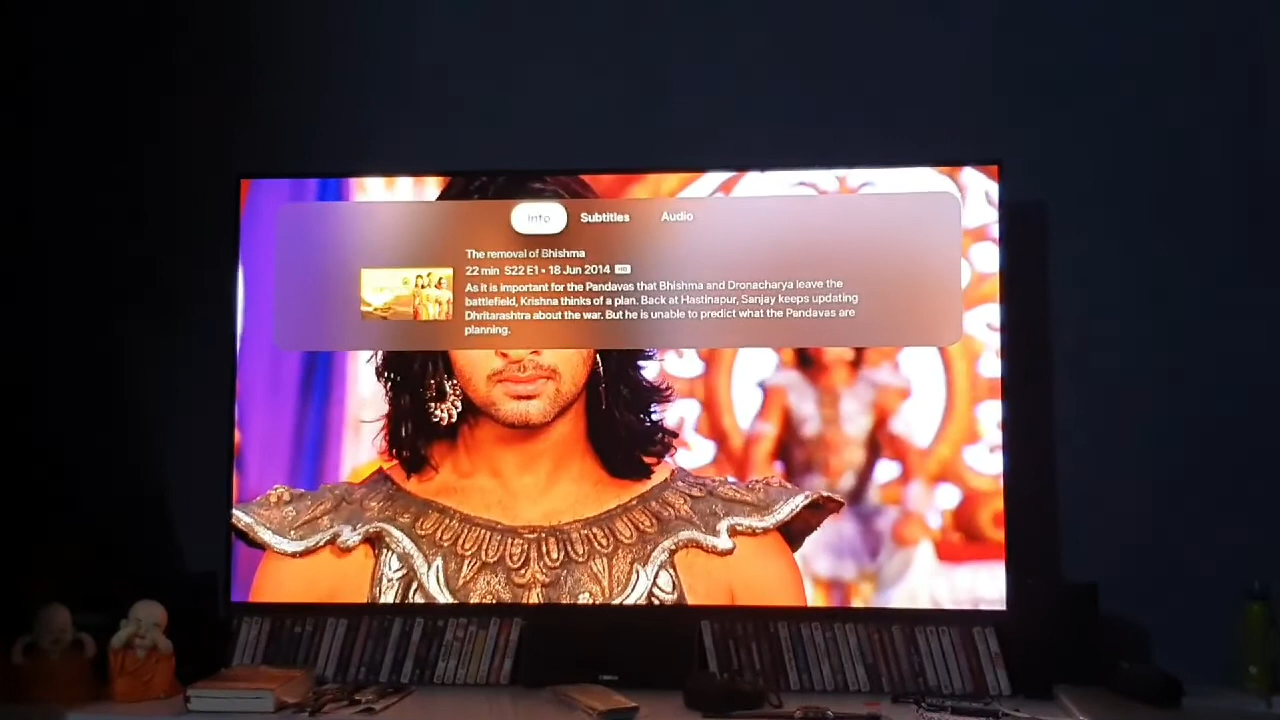 Info Subtitles Audio
The removal of Bhishma
22 min S22 E1 • 18 Jun 2014 HD
As it is important for the Pandavas that Bhishma and Dronacharya leave the
battlefield, Krishna thinks of a plan. Back at Hastinapur, Sanjay keeps updating
Dhritarashtra about the war. But he is unable to predict what the Pandavas are
planning.